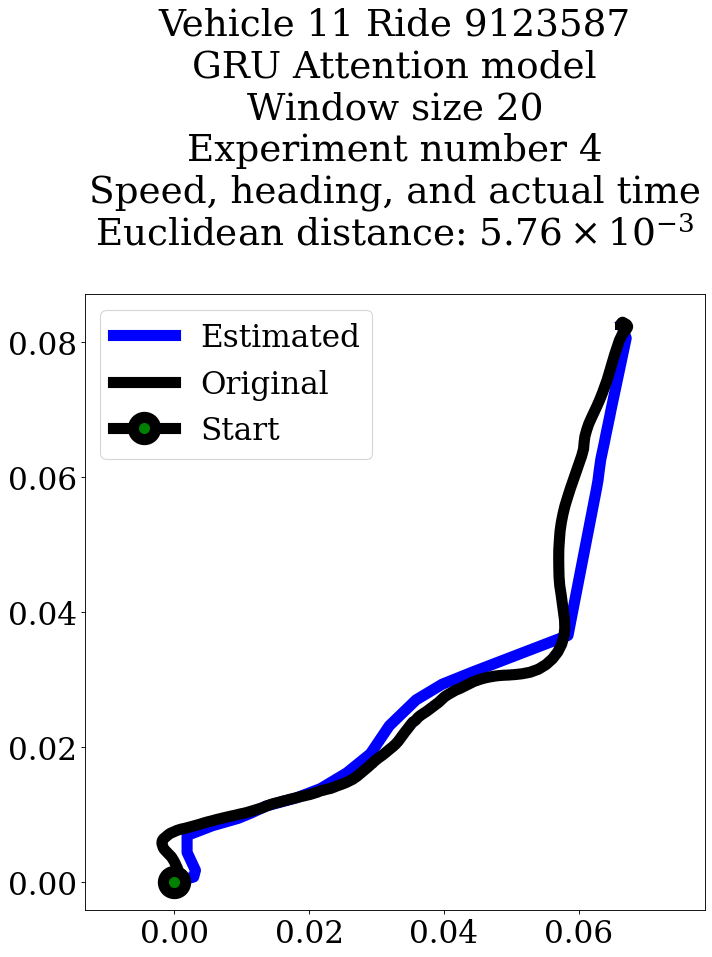 Vehicle 11 Ride 9123587
GRU Attention model
Window size 20
Experiment number 4
Speed, heading, and actual time
Euclidean distance: 5.76 × 10⁻³
Estimated
Original
Start
0.08
0.06
0.04
0.02
0.00
0.00 0.02 0.04 0.06